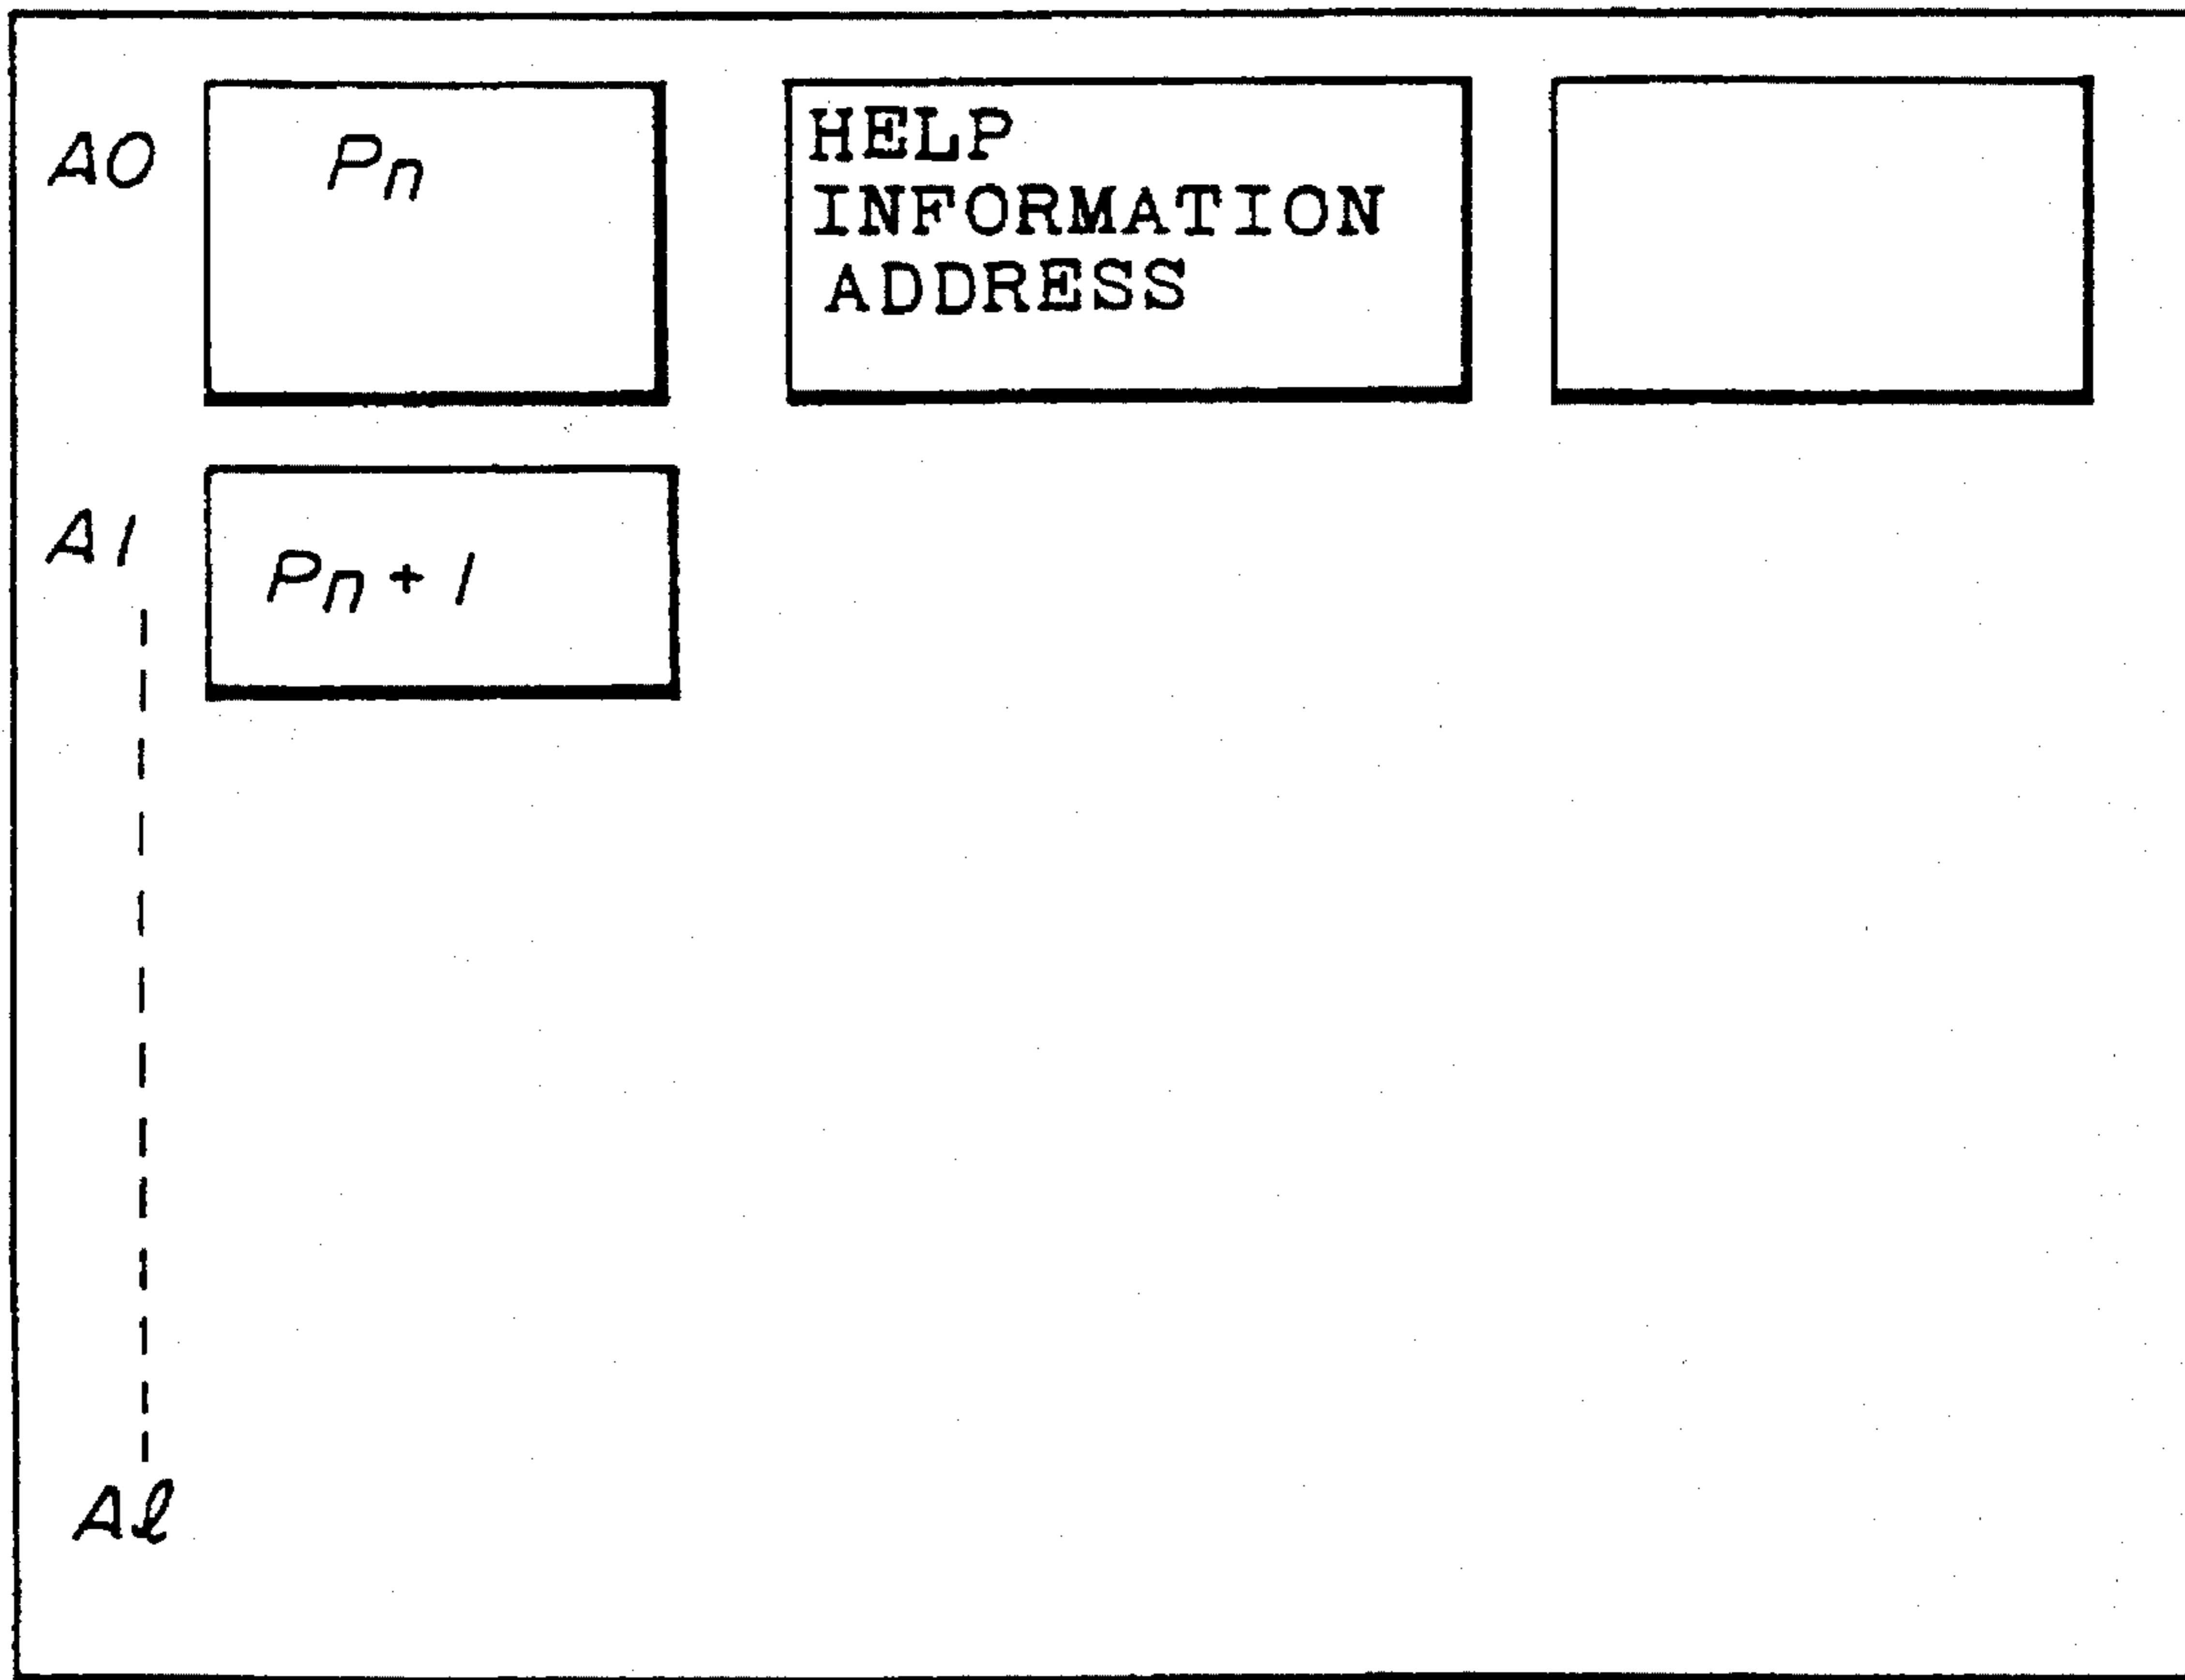 A0
Pn
HELP
INFORMATION
ADDRESS
A1
Pn+1
Aℓ